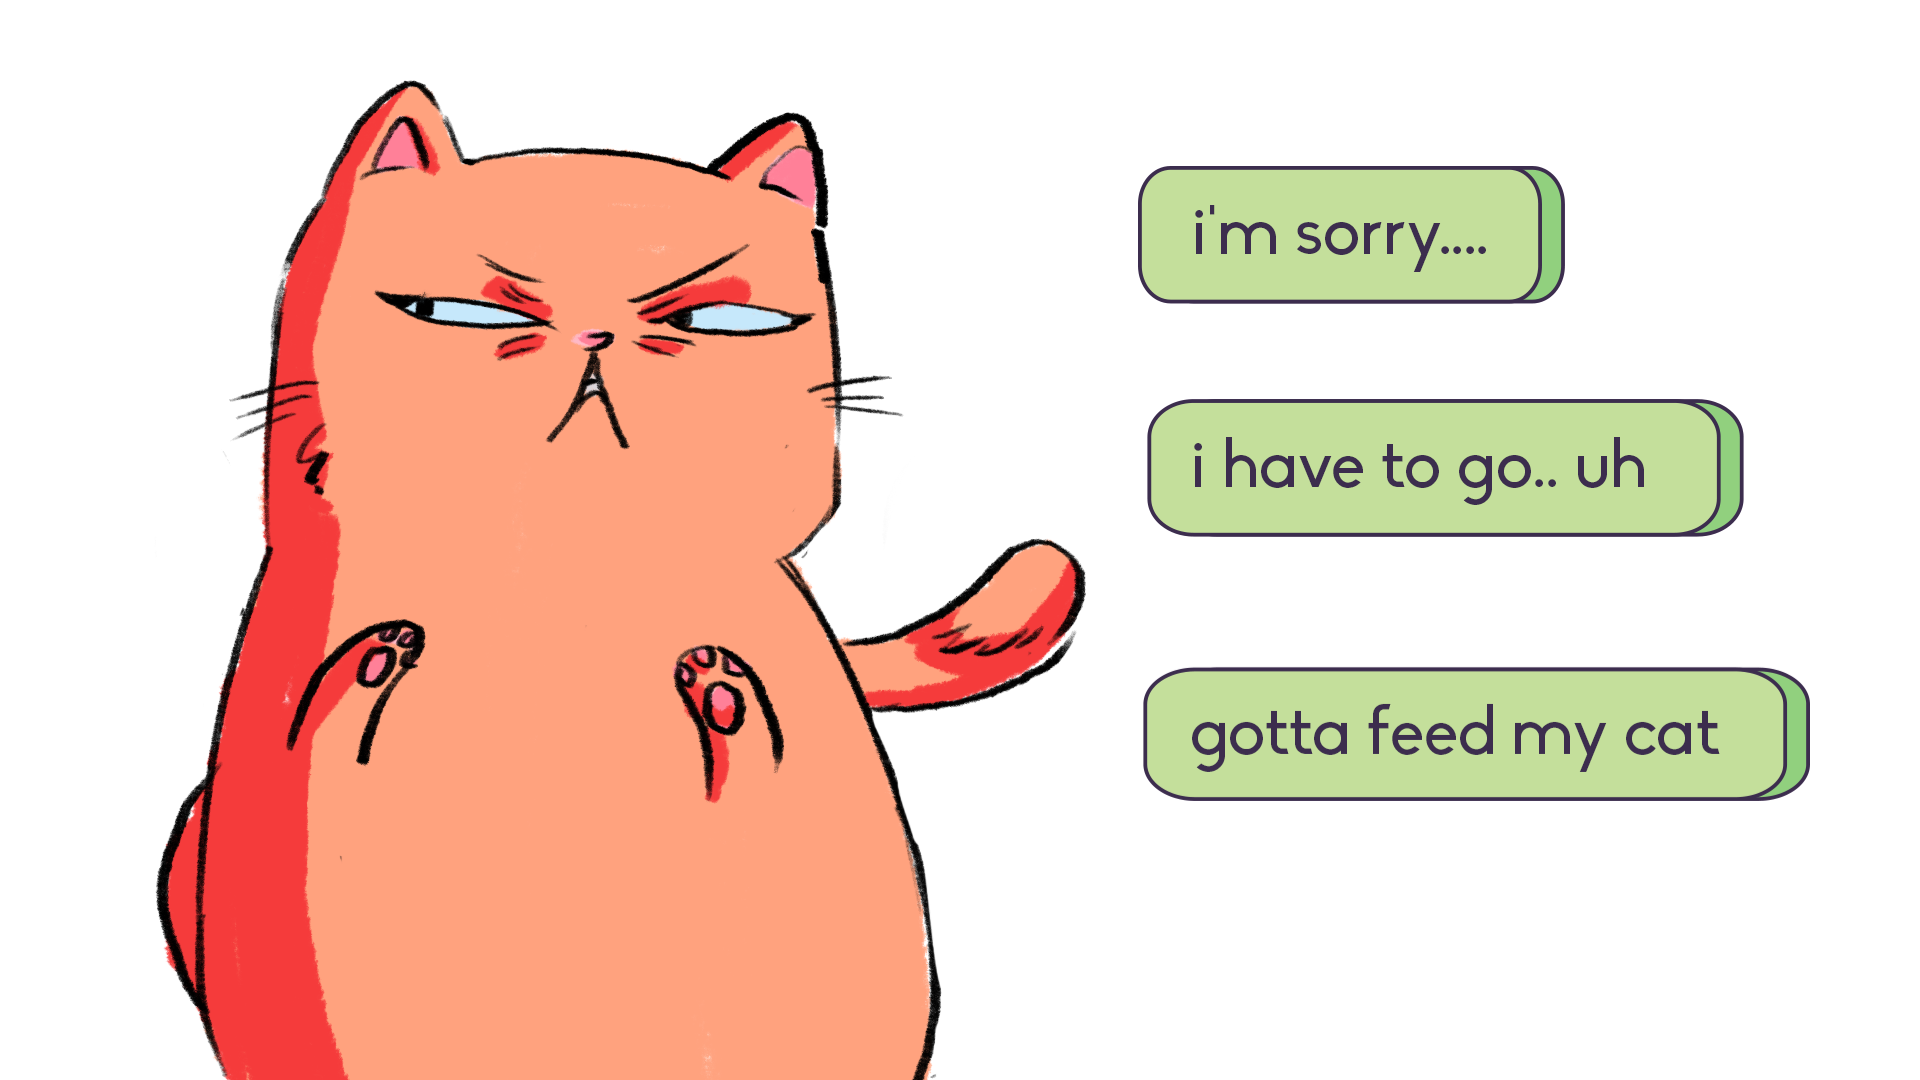 i'm sorry....
i have to go.. uh
gotta feed my cat